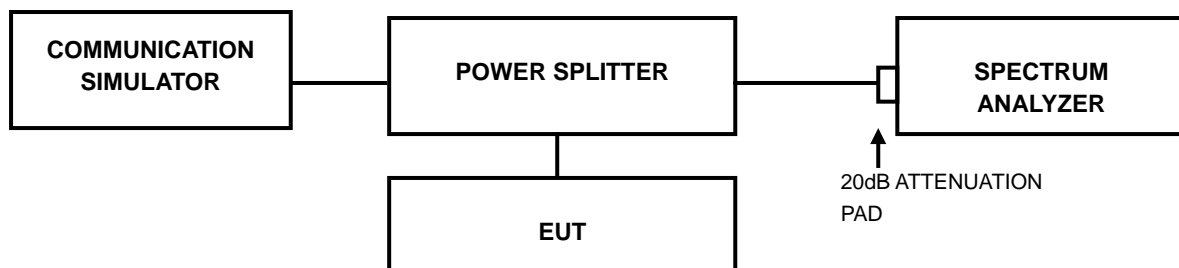 COMMUNICATION
SIMULATOR
POWER SPLITTER
SPECTRUM
ANALYZER
20dB ATTENUATION
PAD
EUT